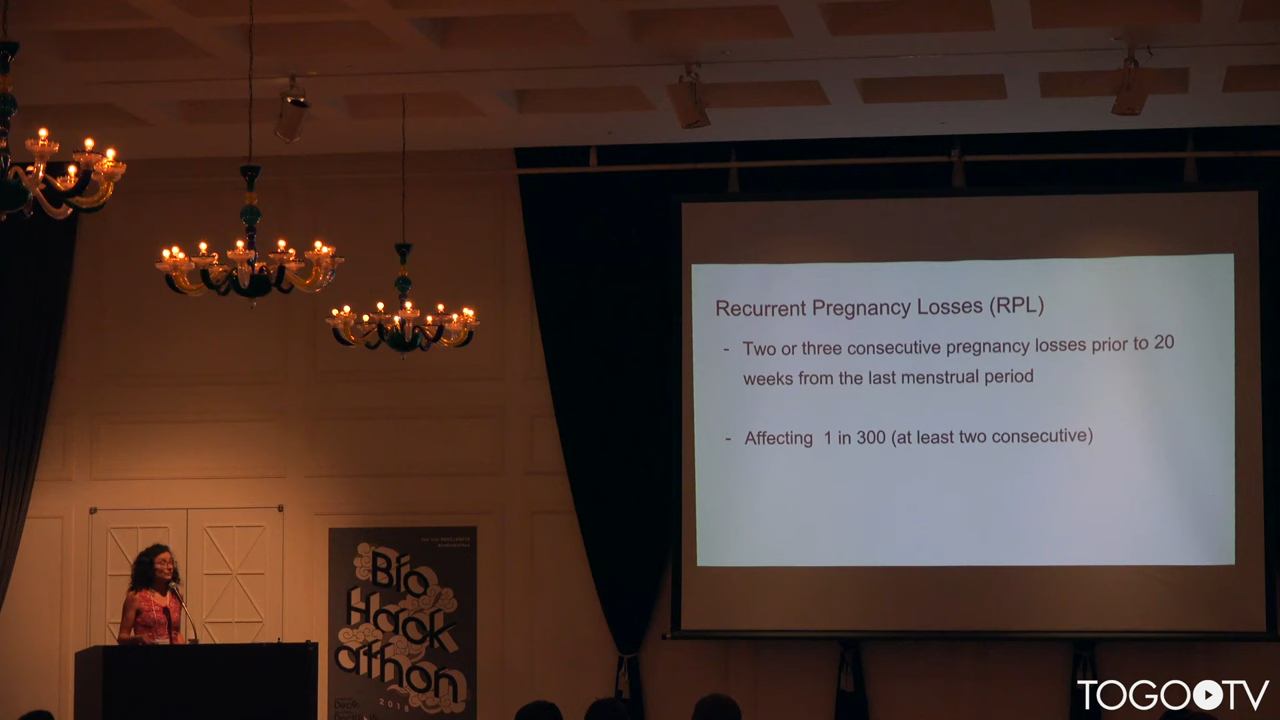 Recurrent Pregnancy Losses (RPL)
- Two or three consecutive pregnancy losses prior to 20
weeks from the last menstrual period
- Affecting 1 in 300 (at least two consecutive)
Bio
Hack
athon
2018
TOGOTV